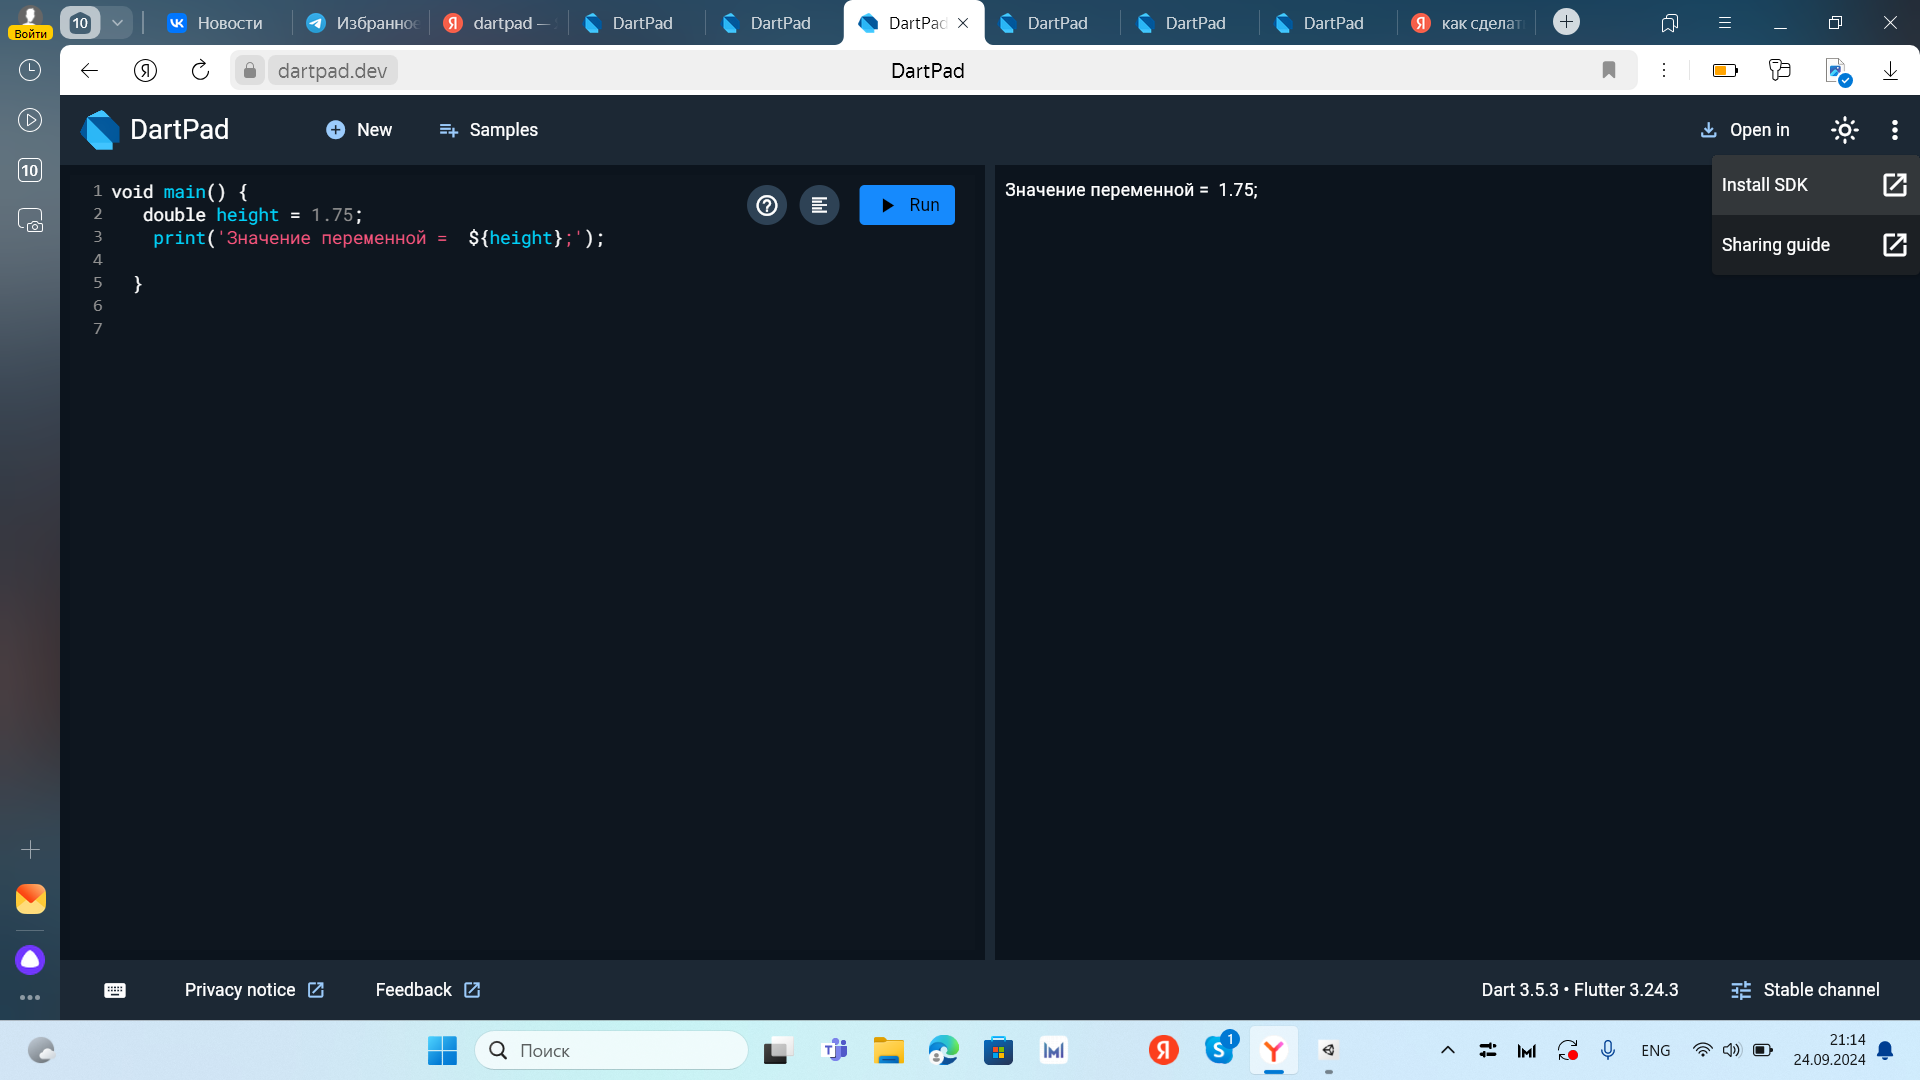 Войти
10
Новости
Избранное
dartpad —
DartPad
DartPad
DartPad
DartPad
DartPad
DartPad
как сделат
dartpad.dev
DartPad
10
DartPad
New
Samples
Open in
Install SDK
Sharing guide
1 void main() {
2 double height = 1.75;
3 print('Значение переменной =  ${height};');
4
5 }
6
7
Run
Значение переменной =  1.75;
Privacy notice
Feedback
Dart 3.5.3 • Flutter 3.24.3
Stable channel
Поиск
1
ENG
21:14
24.09.2024